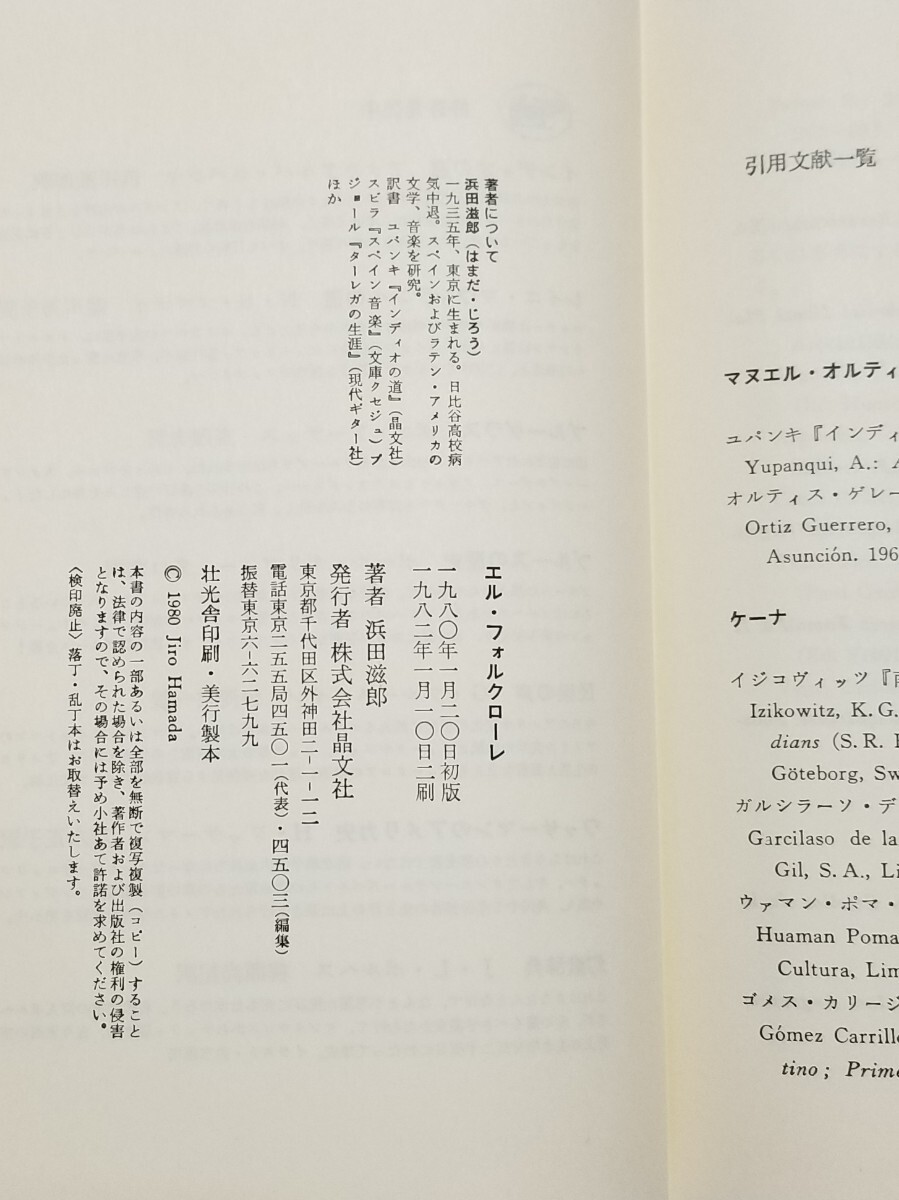 著者について
浜田滋郎(はまだ・じろう)
一九三五年、東京に生まれる。日比谷高校病
気中退。スペインおよびラテン・アメリカの
文学、音楽を研究。
訳書 ユパンキ『インディオの道』(晶文社)
スビラ『スペイン音楽』(文庫クセジュ)プ
ジョール『ターレガの生涯』(現代ギター社)
ほか
エル・フォルクローレ
一九八〇年一月二〇日初版
一九八二年一月一〇日二刷
著者 浜田滋郎
発行者 株式会社晶文社
東京都千代田区外神田二-一-一二
電話東京二五五局四五〇一(代表)・四五〇三(編集)
振替東京六-六二七九九
壮光舎印刷・美行製本
© 1980 Jiro Hamada
本書の内容の一部あるいは全部を無断で複写複製(コピー)すること
は、法律で認められた場合を除き、著作者および出版社の権利の侵害
となりますので、その場合には予め小社あて許諾を求めてください。
〈検印廃止〉落丁・乱丁本はお取替えいたします。
引用文献一覧
マヌエル・オルティ
ユパンキ『インディ
Yupanqui, A.: A
オルティス・ゲレー
Ortiz Guerrero,
Asunción. 196
ケーナ
イジコヴィッツ『南
Izikowitz, K. G.
dians (S. R. P
Göteborg, Sw
ガルシラーソ・デ
Garcilaso de la
Gil, S. A., Li
ウァマン・ポマ・
Huaman Poma
Cultura, Lim
ゴメス・カリージ
Gómez Carrillo
tino; Prime